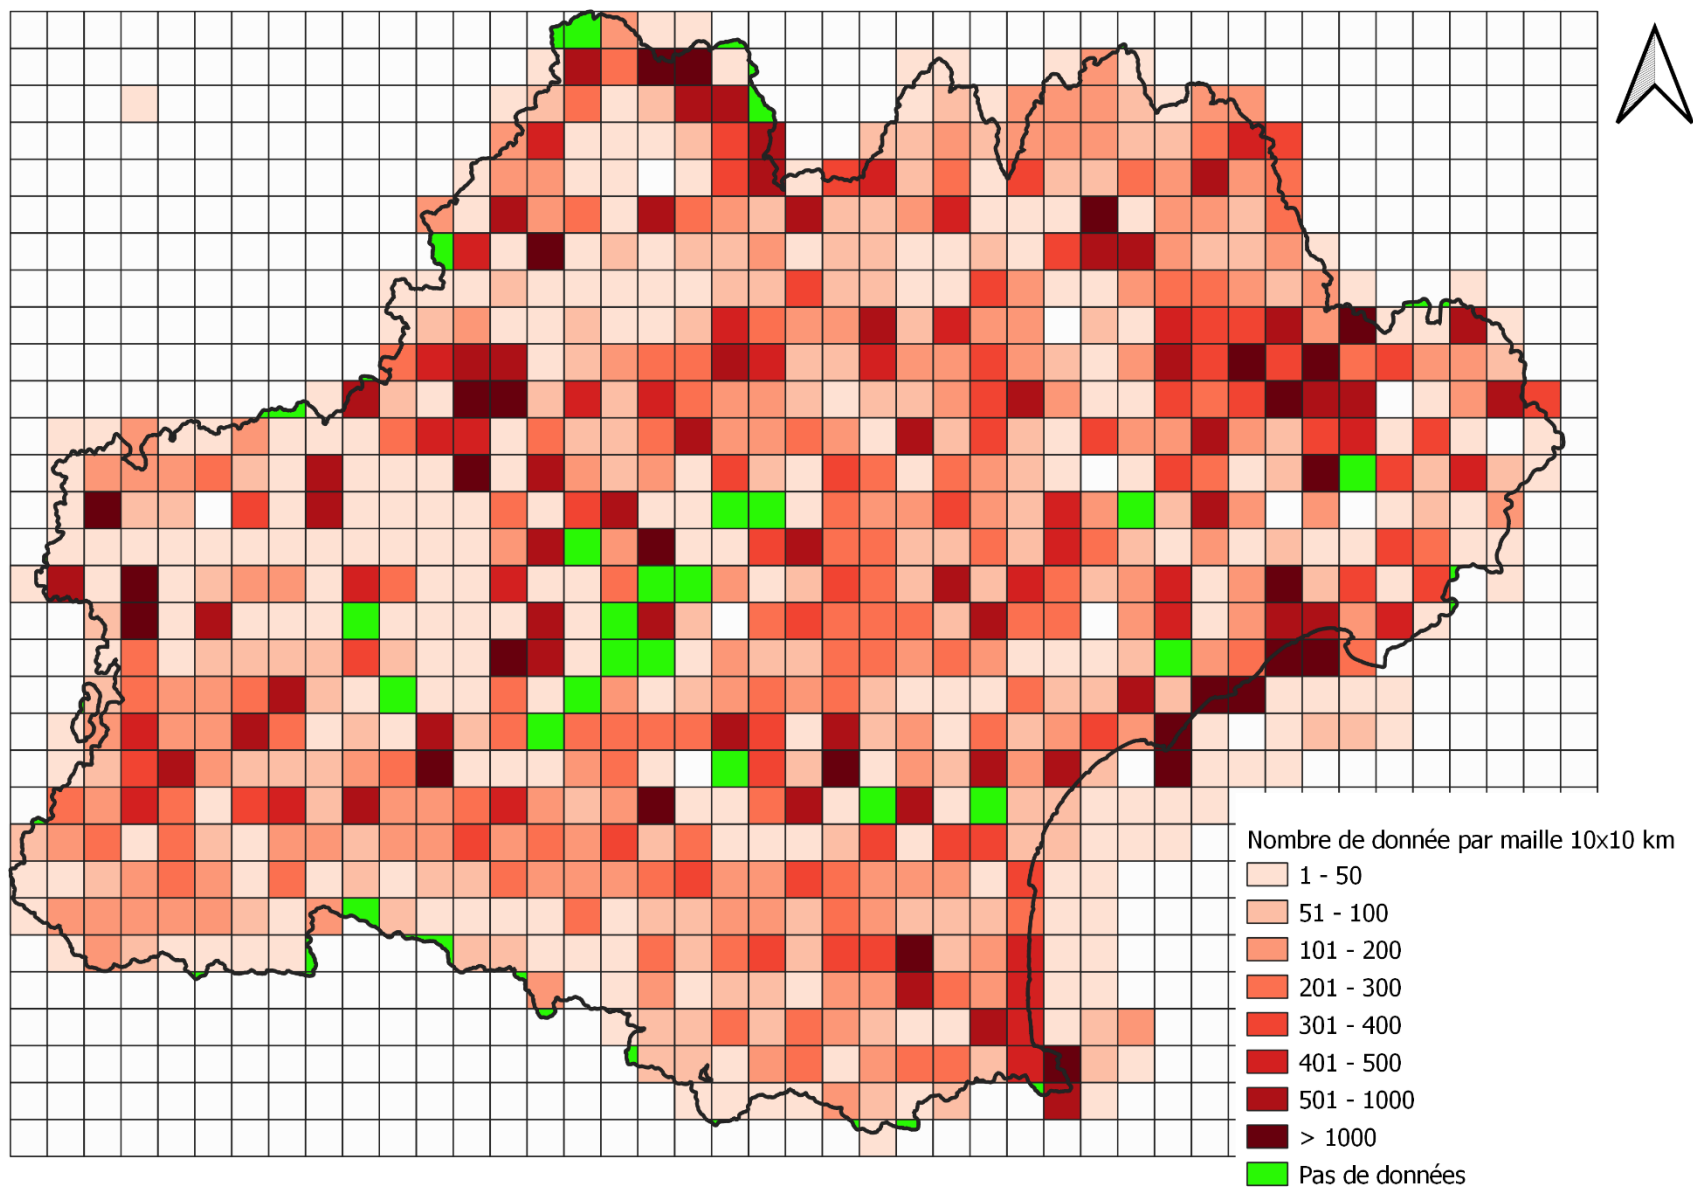 Nombre de donnée par maille 10x10 km
1 - 50
51 - 100
101 - 200
201 - 300
301 - 400
401 - 500
501 - 1000
> 1000
Pas de données